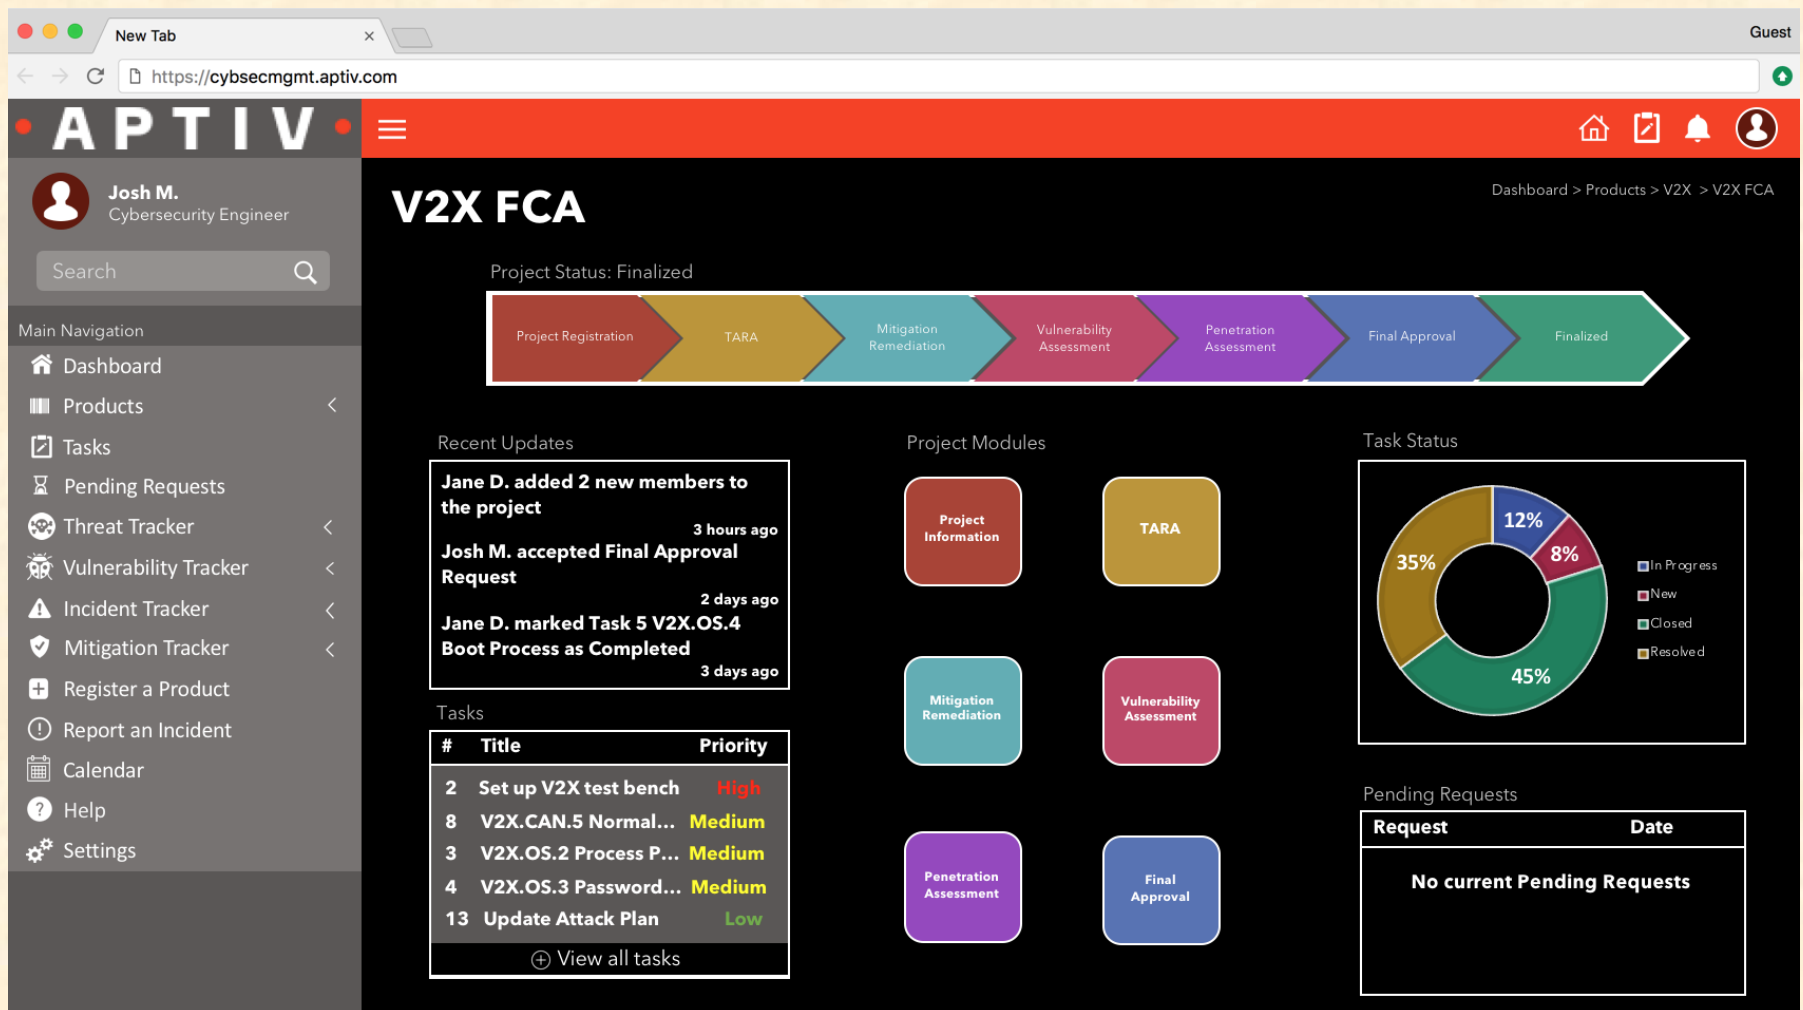 New Tab
Guest
https://cybsecmgmt.aptiv.com
• APTIV •
Josh M.
Cybersecurity Engineer
Search
Main Navigation
Dashboard
Products
Tasks
Pending Requests
Threat Tracker
Vulnerability Tracker
Incident Tracker
Mitigation Tracker
Register a Product
Report an Incident
Calendar
Help
Settings
V2X FCA
Dashboard > Products > V2X > V2X FCA
Project Status: Finalized
Project Registration
TARA
Mitigation
Remediation
Vulnerability
Assessment
Penetration
Assessment
Final Approval
Finalized
Recent Updates
Jane D. added 2 new members to
the project
3 hours ago
Josh M. accepted Final Approval
Request
2 days ago
Jane D. marked Task 5 V2X.OS.4
Boot Process as Completed
3 days ago
Tasks
# Title Priority
2 Set up V2X test bench High
8 V2X.CAN.5 Normal... Medium
3 V2X.OS.2 Process P... Medium
4 V2X.OS.3 Password... Medium
13 Update Attack Plan Low
View all tasks
Project Modules
Project
Information
TARA
Mitigation
Remediation
Vulnerability
Assessment
Penetration
Assessment
Final
Approval
Task Status
12%
8%
35%
45%
In Progress
New
Closed
Resolved
Pending Requests
Request Date
No current Pending Requests